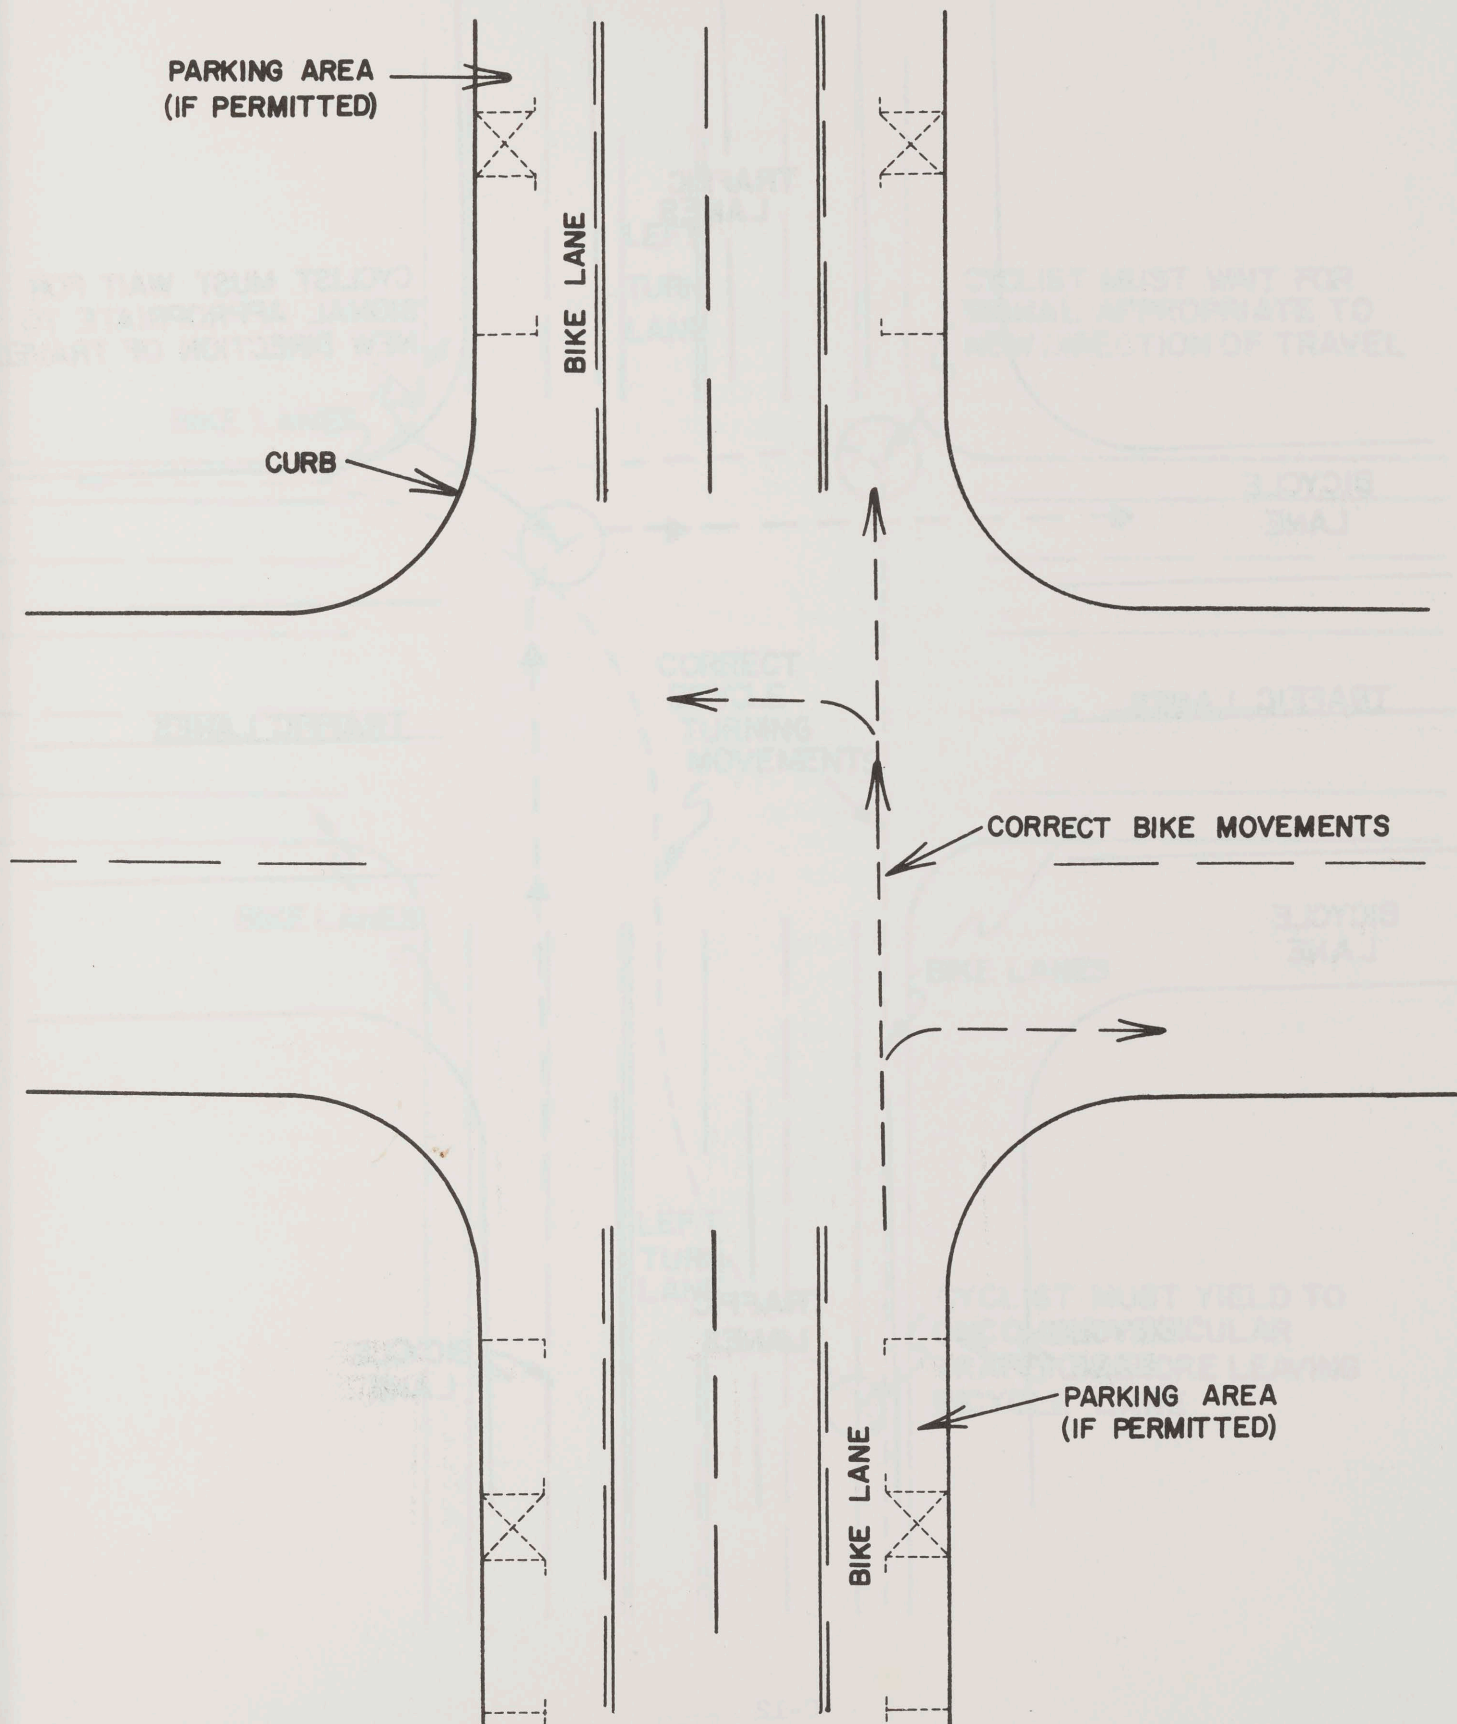 PARKING AREA
(IF PERMITTED)
BIKE LANE
CURB
CORRECT BIKE MOVEMENTS
PARKING AREA
(IF PERMITTED)
BIKE LANE